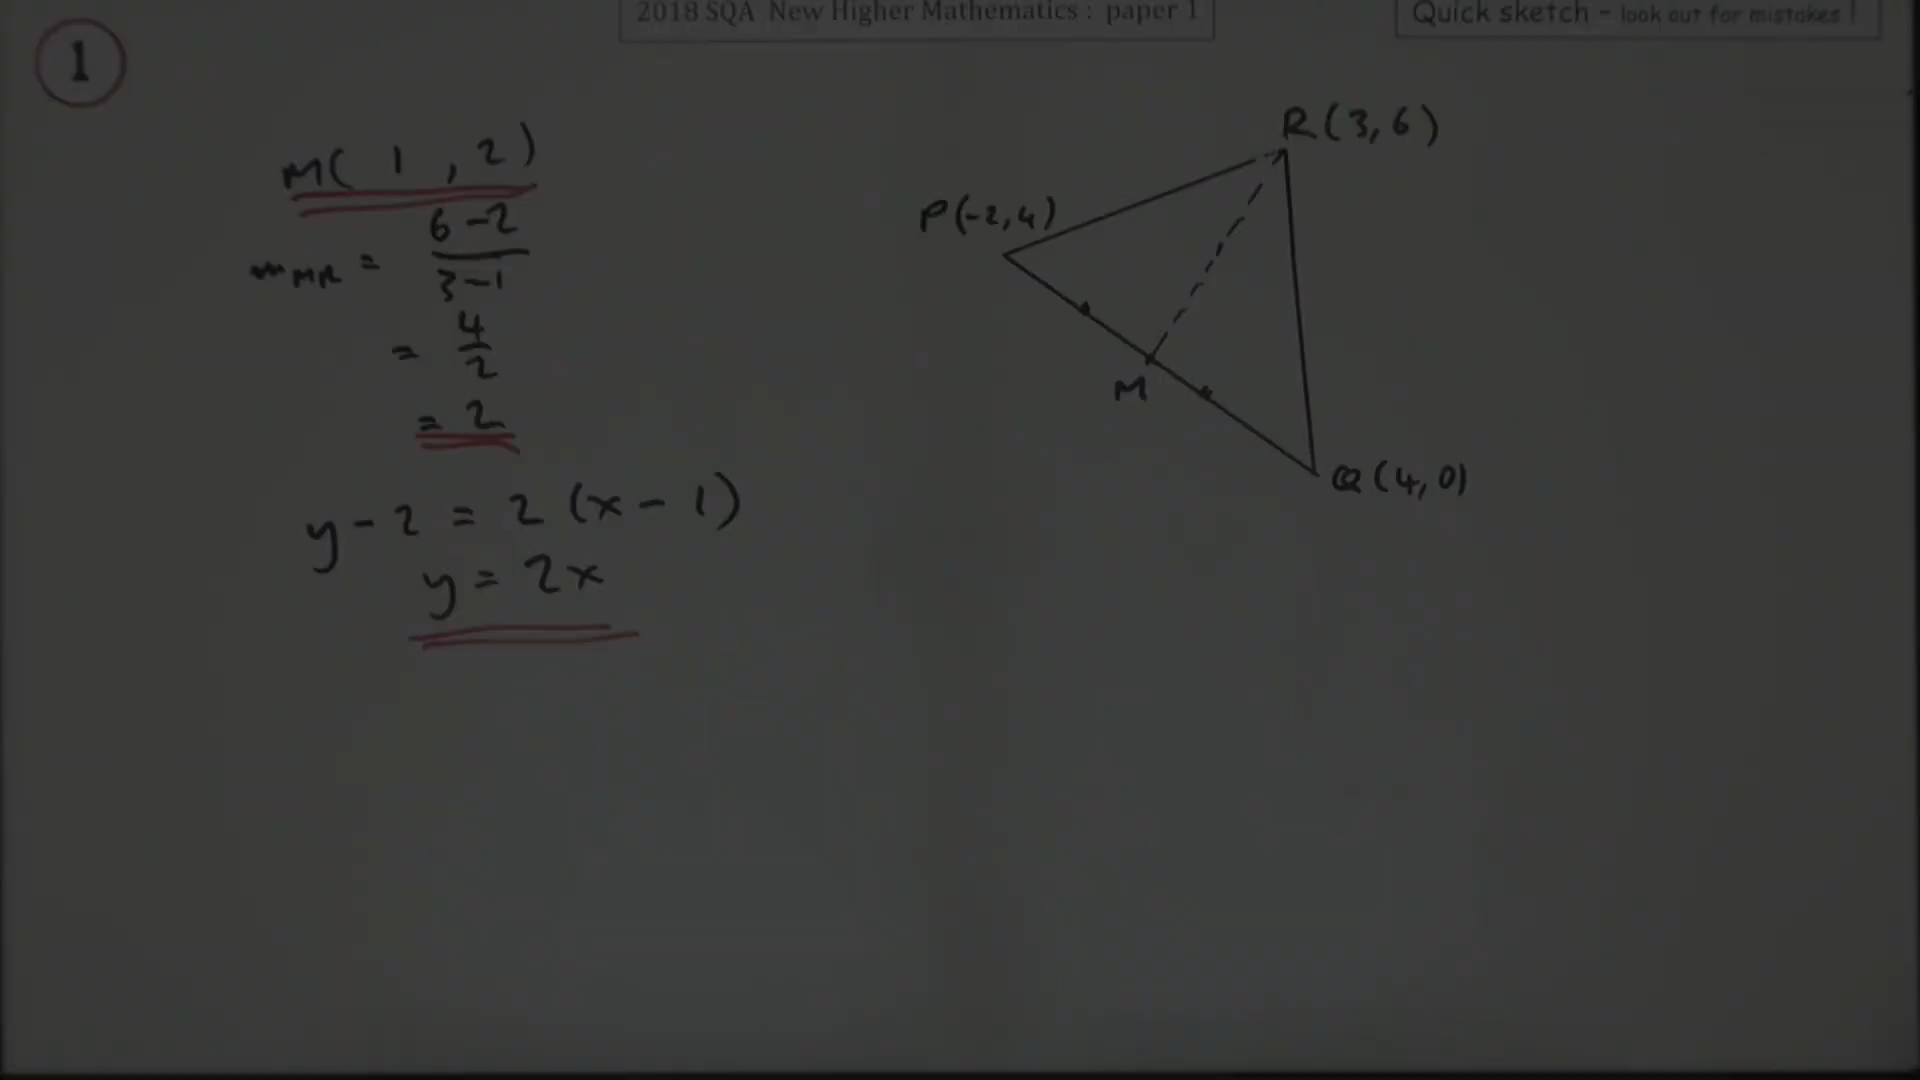 2018 SQA New Higher Mathematics : paper 1
Quick sketch - look out for mistakes !
1
M( 1 , 2)
m MR = 6-2 / 3-1
= 4/2
= 2
y - 2 = 2 (x - 1)
y = 2x
R(3,6)
P(-2,4)
M
Q(4,0)